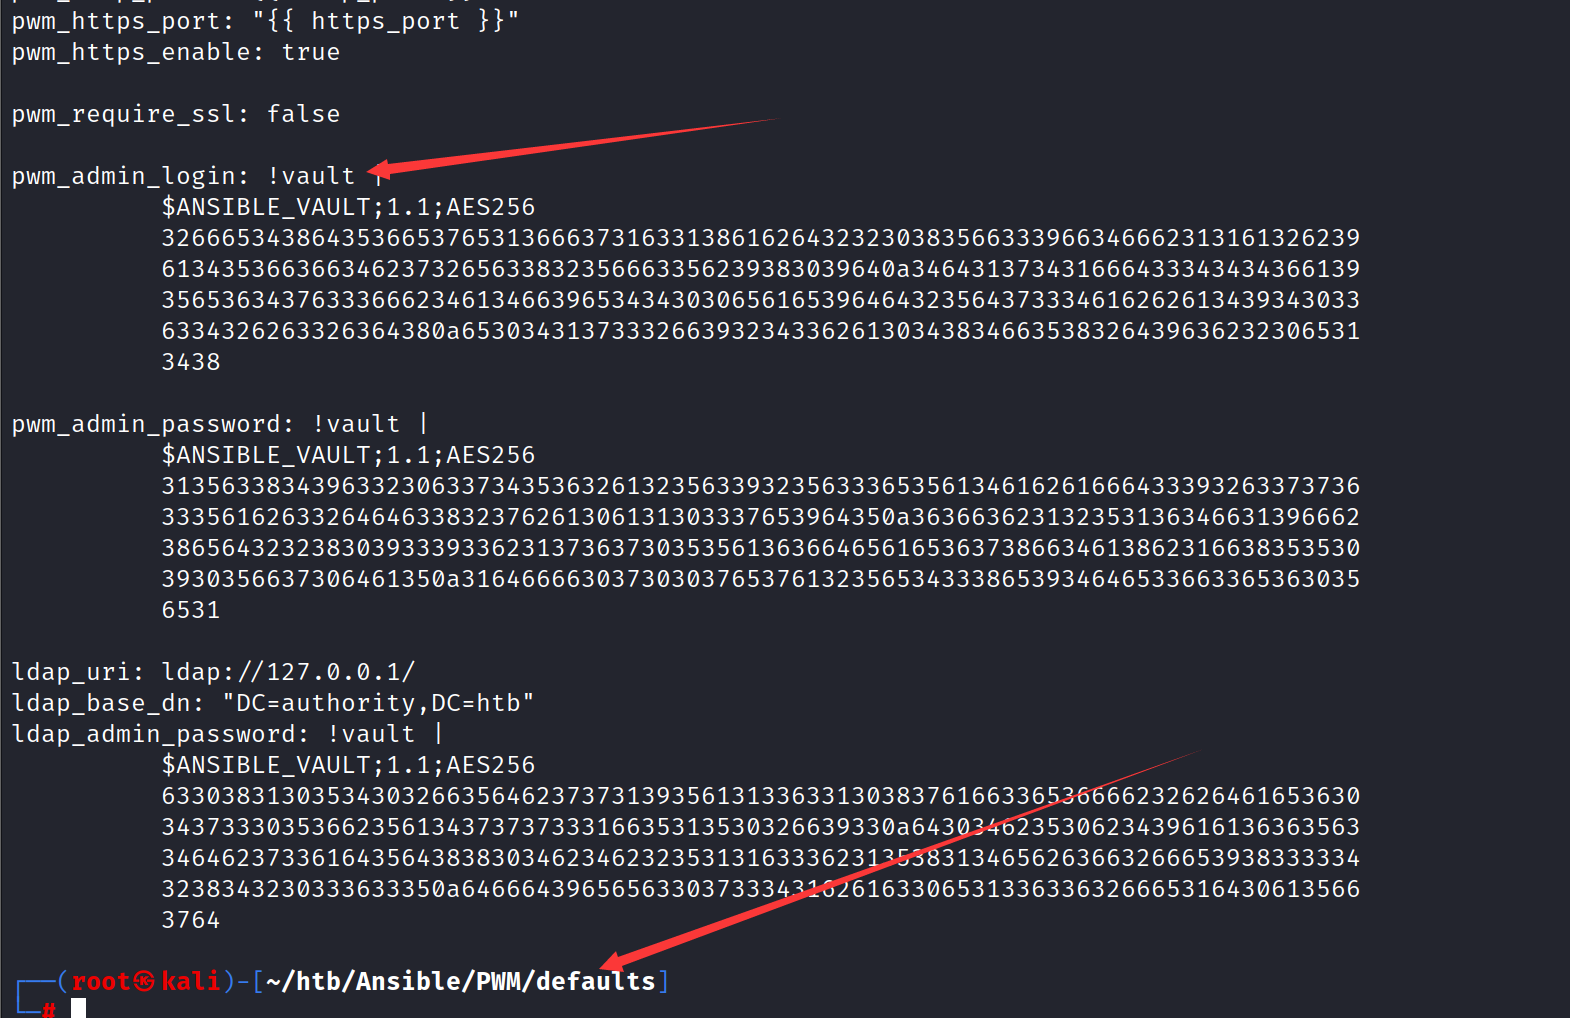 pwm_https_port: "{{ https_port }}"
pwm_https_enable: true
pwm_require_ssl: false
pwm_admin_login: !vault |
$ANSIBLE_VAULT;1.1;AES256
32666534386435366537653136663731633138616264323230383566333966346662313161326239
6134353663663462373265633832356663356239383039640a346431373431666433343434366139
35653634376333666234613466396534343030656165396464323564373334616262613439343033
6334326263326364380a653034313733326639323433626130343834663538326439636232306531
3438
pwm_admin_password: !vault |
$ANSIBLE_VAULT;1.1;AES256
31356338343963323063373435363261323563393235633365356134616261666433393263373736
3335616263326464633832376261306131303337653964350a363663623132353136346631396662
38656432323830393339336231373637303535613636646561653637386634613862316638353530
3930356637306461350a316466663037303037653761323565343338653934646533663365363035
6531
ldap_uri: ldap://127.0.0.1/
ldap_base_dn: "DC=authority,DC=htb"
ldap_admin_password: !vault |
$ANSIBLE_VAULT;1.1;AES256
63303831303534303266356462373731393561313363313038376166336536666232626461653630
3437333035366235613437373733316635313530326639330a643034623530623439616136363563
34646237336164356438383034623462323531316333623135383134656263663266653938333334
3238343230333633350a646664396565633037333431626163306531336336326665316430613566
3764
┌──(root㉿kali)-[~/htb/Ansible/PWM/defaults]
└─#